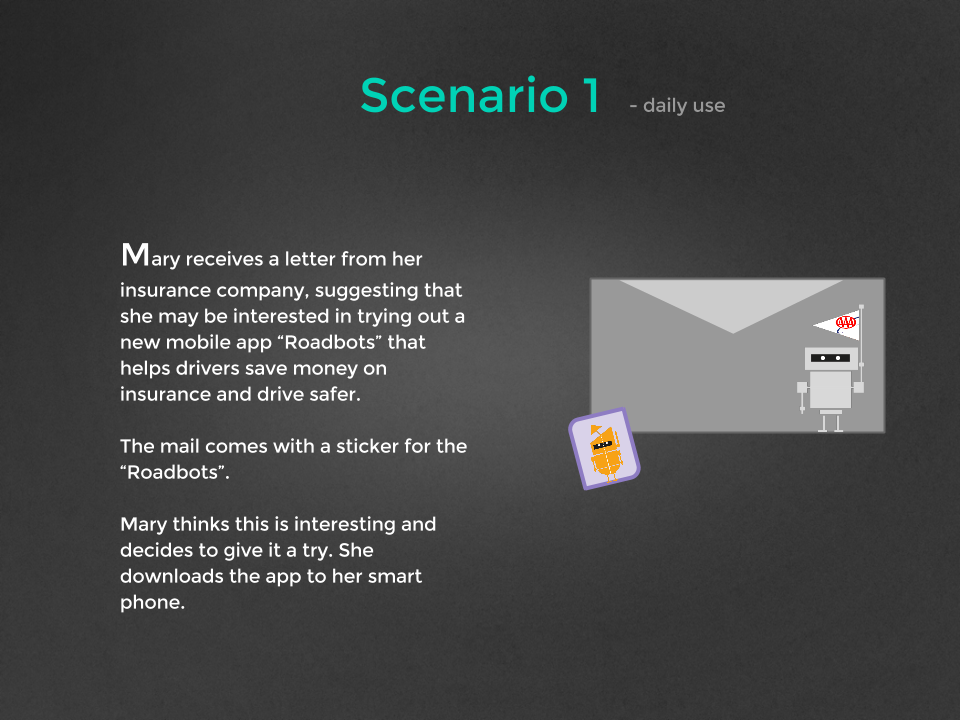 Scenario 1 - daily use
Mary receives a letter from her
insurance company, suggesting that
she may be interested in trying out a
new mobile app “Roadbots” that
helps drivers save money on
insurance and drive safer.
The mail comes with a sticker for the
“Roadbots”.
Mary thinks this is interesting and
decides to give it a try. She
downloads the app to her smart
phone.
AAA